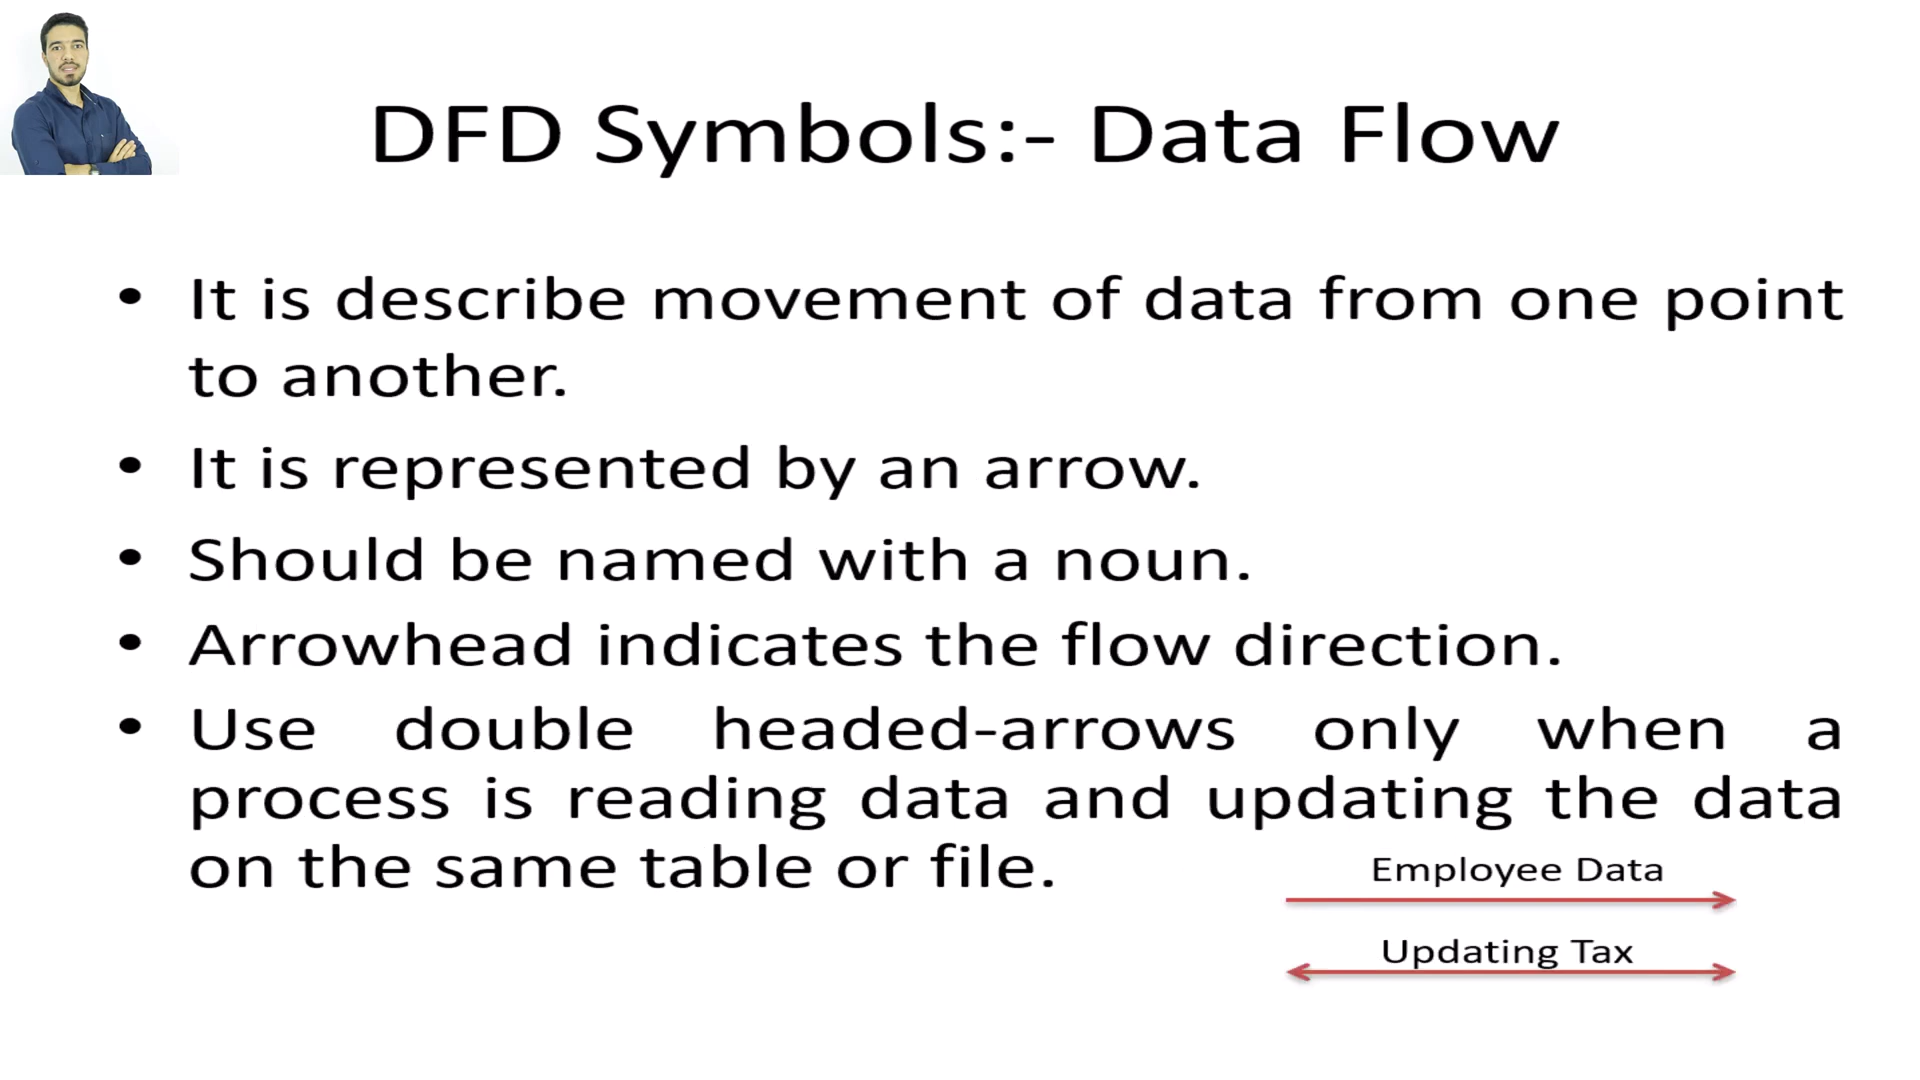 DFD Symbols:- Data Flow
• It is describe movement of data from one point
to another.
• It is represented by an arrow.
• Should be named with a noun.
• Arrowhead indicates the flow direction.
• Use double headed-arrows only when a
process is reading data and updating the data
on the same table or file.
Employee Data
Updating Tax